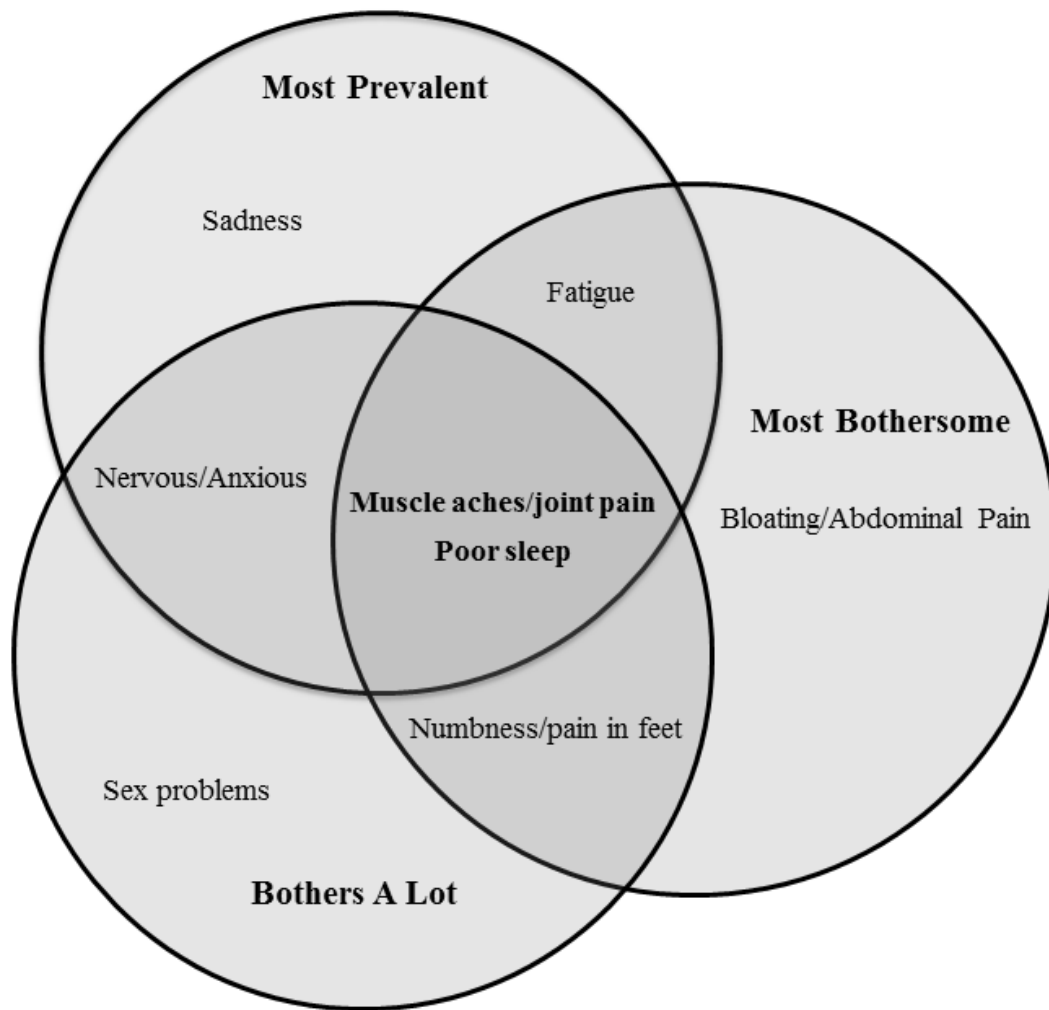 Most Prevalent
Sadness
Fatigue
Most Bothersome
Nervous/Anxious
Muscle aches/joint pain
Poor sleep
Bloating/Abdominal Pain
Numbness/pain in feet
Sex problems
Bothers A Lot